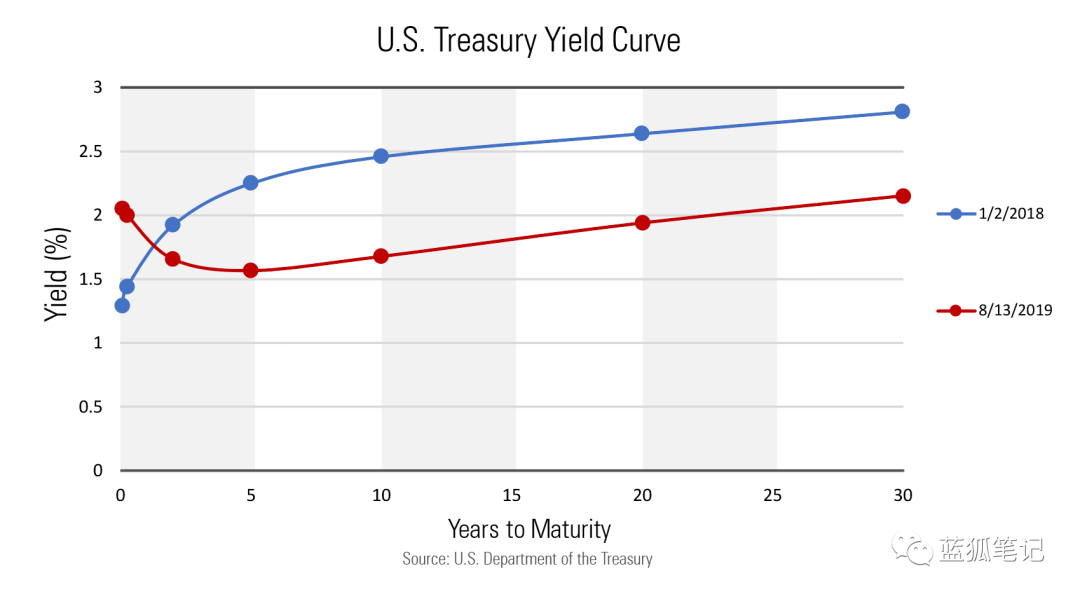 U.S. Treasury Yield Curve
Yield (%)
3
2.5
2
1.5
1
0.5
0
0 5 10 15 20 25 30
1/2/2018
8/13/2019
Years to Maturity
Source: U.S. Department of the Treasury
蓝狐笔记